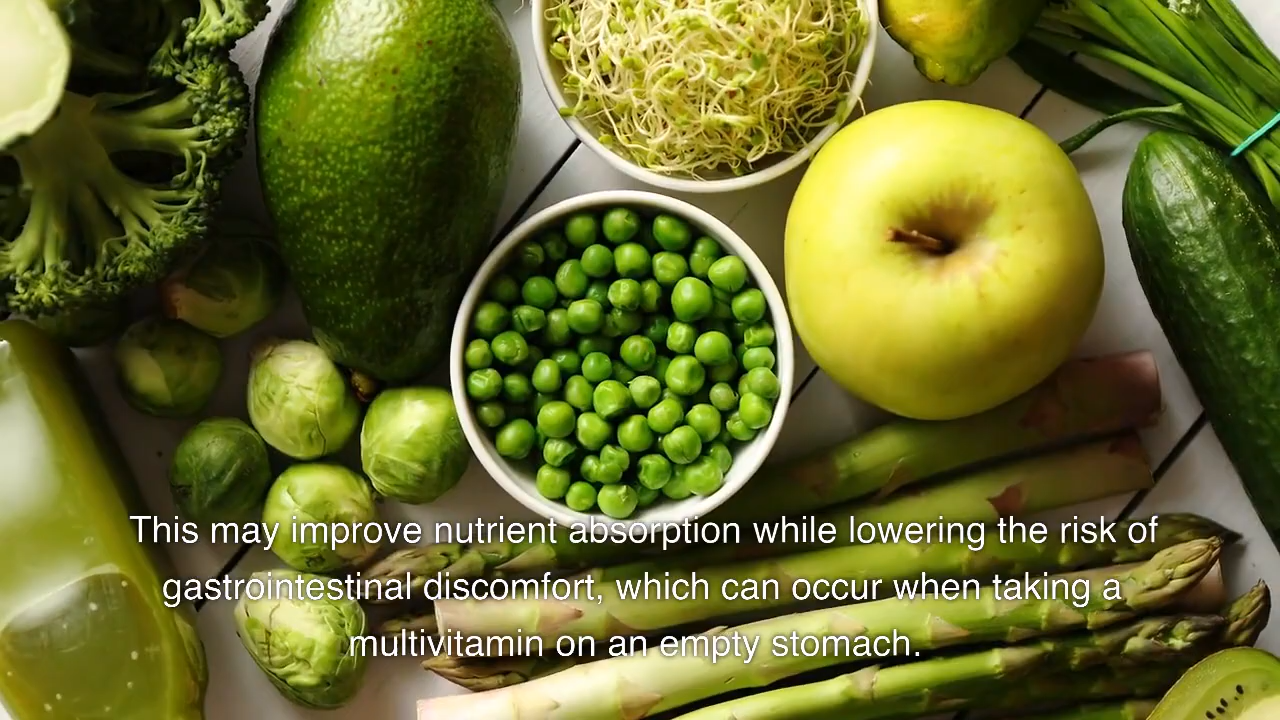 This may improve nutrient absorption while lowering the risk of
gastrointestinal discomfort, which can occur when taking a
multivitamin on an empty stomach.